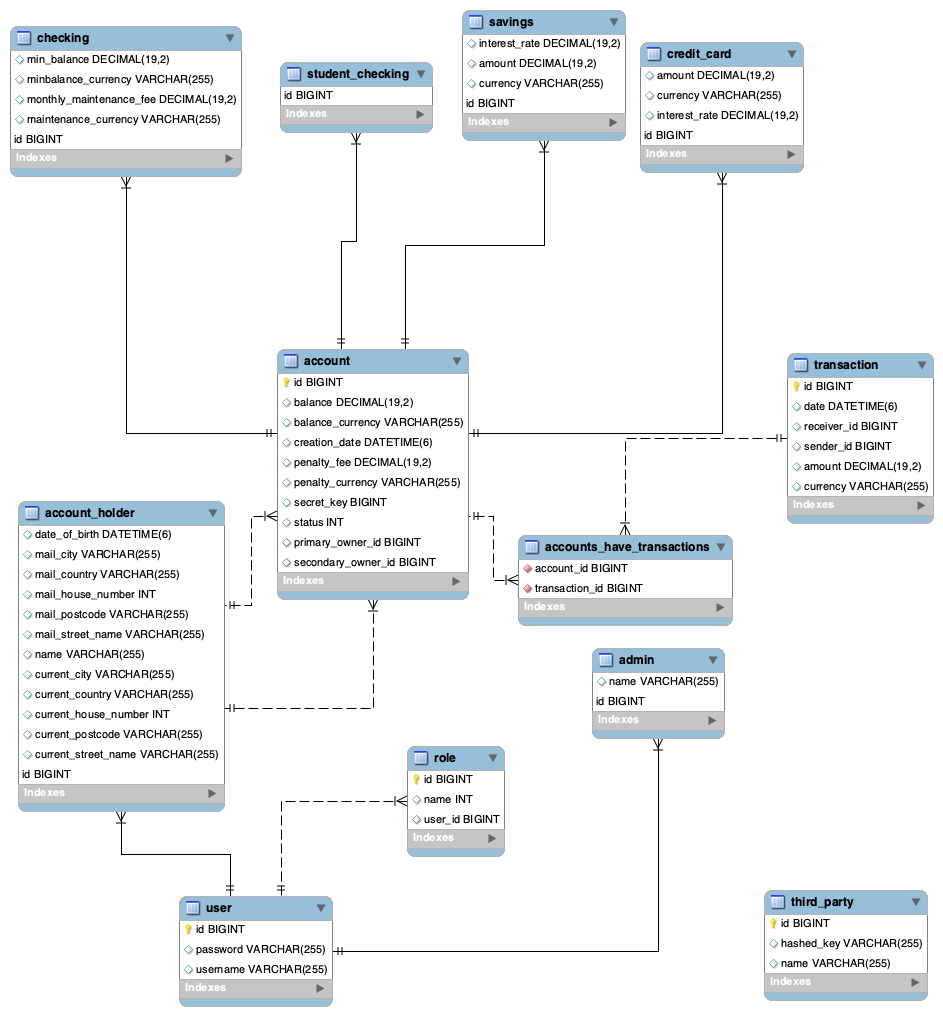 checking
min_balance DECIMAL(19,2)
minbalance_currency VARCHAR(255)
monthly_maintenance_fee DECIMAL(19,2)
maintenance_currency VARCHAR(255)
id BIGINT
Indexes
student_checking
id BIGINT
Indexes
savings
interest_rate DECIMAL(19,2)
amount DECIMAL(19,2)
currency VARCHAR(255)
id BIGINT
Indexes
credit_card
amount DECIMAL(19,2)
currency VARCHAR(255)
interest_rate DECIMAL(19,2)
id BIGINT
Indexes
account
id BIGINT
balance DECIMAL(19,2)
balance_currency VARCHAR(255)
creation_date DATETIME(6)
penalty_fee DECIMAL(19,2)
penalty_currency VARCHAR(255)
secret_key BIGINT
status INT
primary_owner_id BIGINT
secondary_owner_id BIGINT
Indexes
transaction
id BIGINT
date DATETIME(6)
receiver_id BIGINT
sender_id BIGINT
amount DECIMAL(19,2)
currency VARCHAR(255)
Indexes
account_holder
date_of_birth DATETIME(6)
mail_city VARCHAR(255)
mail_country VARCHAR(255)
mail_house_number INT
mail_postcode VARCHAR(255)
mail_street_name VARCHAR(255)
name VARCHAR(255)
current_city VARCHAR(255)
current_country VARCHAR(255)
current_house_number INT
current_postcode VARCHAR(255)
current_street_name VARCHAR(255)
id BIGINT
Indexes
accounts_have_transactions
account_id BIGINT
transaction_id BIGINT
Indexes
admin
name VARCHAR(255)
id BIGINT
Indexes
role
id BIGINT
name INT
user_id BIGINT
Indexes
user
id BIGINT
password VARCHAR(255)
username VARCHAR(255)
Indexes
third_party
id BIGINT
hashed_key VARCHAR(255)
name VARCHAR(255)
Indexes